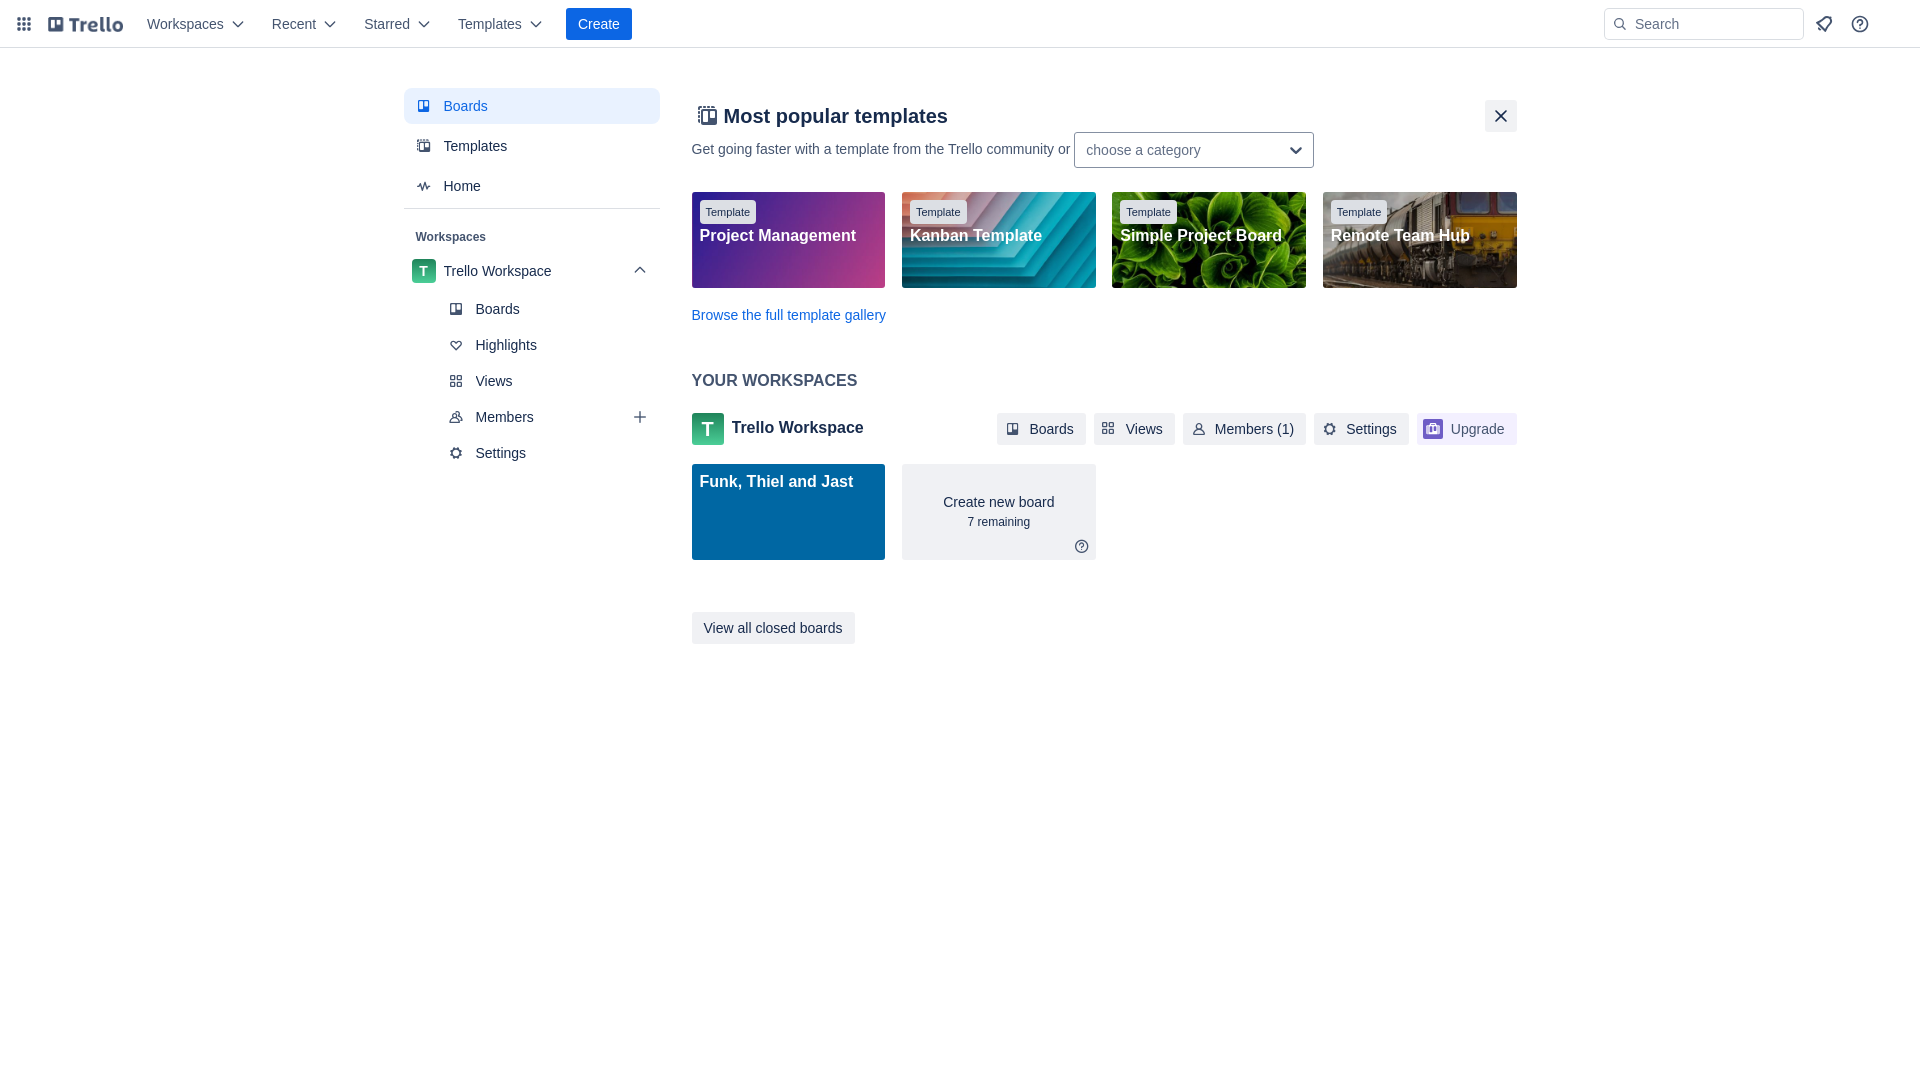 Trello
Workspaces
Recent
Starred
Templates
Create
Search
Boards
Templates
Home
Workspaces
T
Trello Workspace
Boards
Highlights
Views
Members
Settings
Most popular templates
Get going faster with a template from the Trello community or
choose a category
Template
Project Management
Template
Kanban Template
Template
Simple Project Board
Template
Remote Team Hub
Browse the full template gallery
YOUR WORKSPACES
T
Trello Workspace
Boards
Views
Members (1)
Settings
Upgrade
Funk, Thiel and Jast
Create new board
7 remaining
View all closed boards